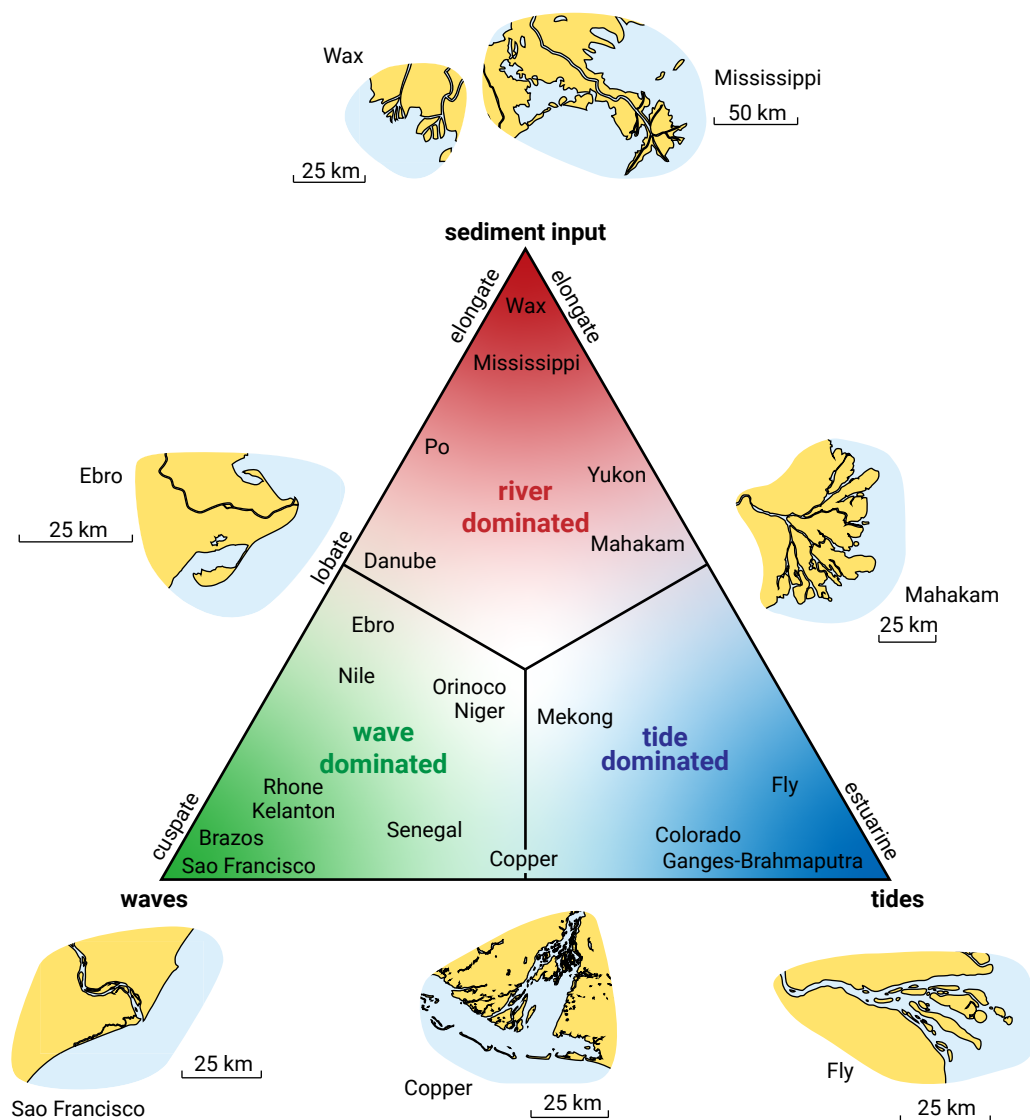 Wax
Mississippi
50 km
25 km
sediment input
elongate
elongate
Wax
Mississippi
Po
Yukon
Ebro
25 km
river
dominated
Mahakam
lobate
Danube
Mahakam
25 km
Ebro
Nile
Orinoco
Niger
Mekong
wave
dominated
tide
dominated
Rhone
Kelanton
Fly
cuspate
estuarine
Brazos
Senegal
Colorado
Sao Francisco
Copper
Ganges-Brahmaputra
waves
tides
25 km
Sao Francisco
Copper
25 km
Fly
25 km